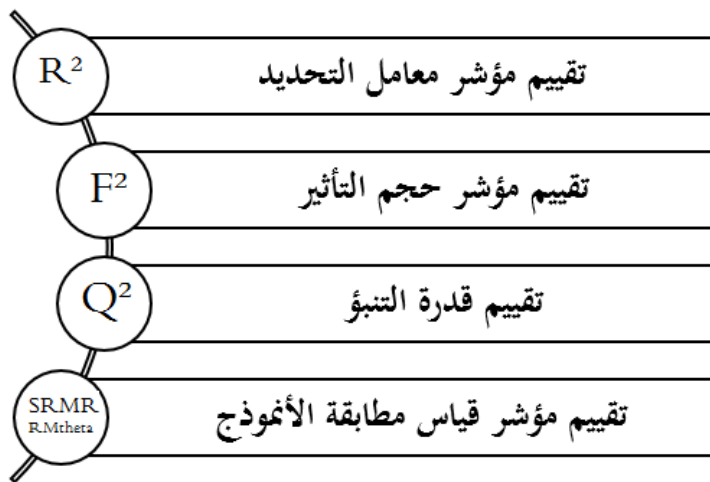 R²
تقييم مؤشر معامل التحديد
F²
تقييم مؤشر حجم التأثير
Q²
تقييم قدرة التنبؤ
SRMR
RMtheta
تقييم مؤشر قياس مطابقة الأنموذج